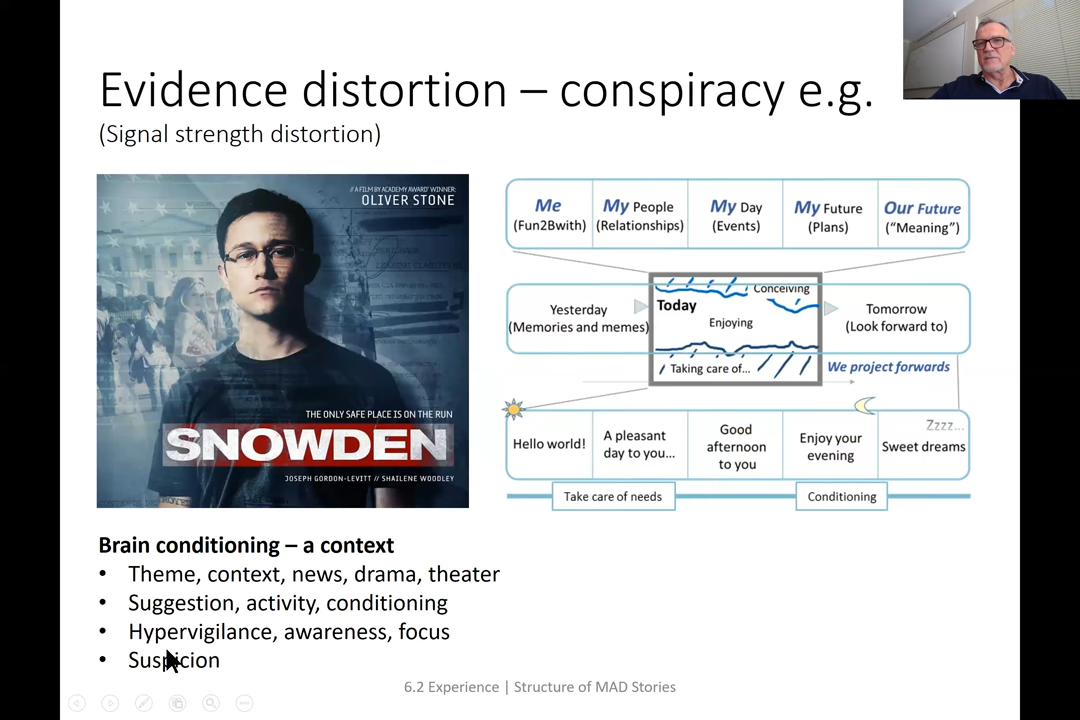 Evidence distortion – conspiracy e.g.
(Signal strength distortion)
// A FILM BY ACADEMY AWARD® WINNER:
OLIVER STONE
THE ONLY SAFE PLACE IS ON THE RUN
SNOWDEN
JOSEPH GORDON-LEVITT // SHAILENE WOODLEY
Me
(Fun2Bwith)
My People
(Relationships)
My Day
(Events)
My Future
(Plans)
Our Future
(“Meaning”)
Yesterday
(Memories and memes)
Conceiving
Today
Enjoying
Taking care of...
Tomorrow
(Look forward to)
We project forwards
Hello world!
A pleasant
day to you...
Good
afternoon
to you
Enjoy your
evening
Zzzz...
Sweet dreams
Take care of needs
Conditioning
Brain conditioning – a context
• Theme, context, news, drama, theater
• Suggestion, activity, conditioning
• Hypervigilance, awareness, focus
• Suspicion
6.2 Experience | Structure of MAD Stories